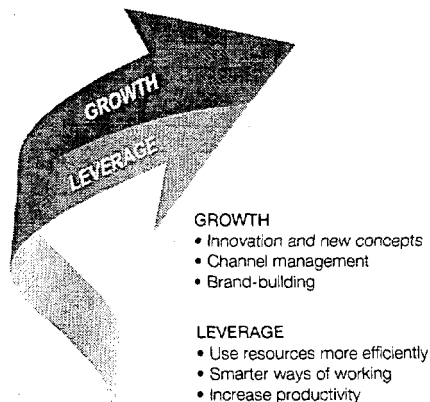 GROWTH
LEVERAGE
GROWTH
• Innovation and new concepts
• Channel management
• Brand-building
LEVERAGE
• Use resources more efficiently
• Smarter ways of working
• Increase productivity